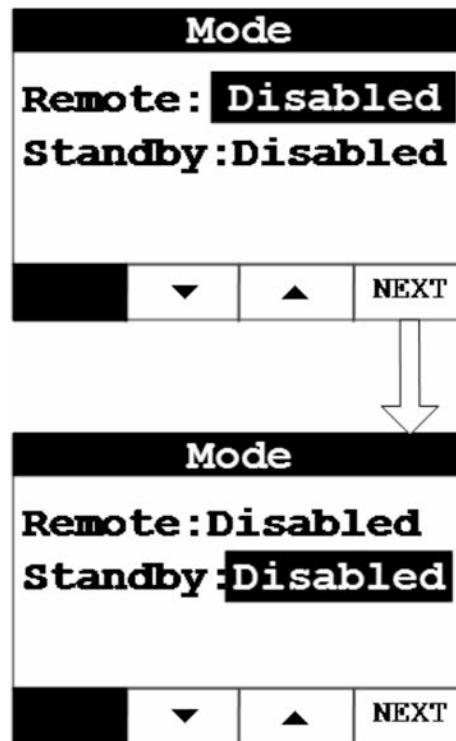 Mode
Remote: Disabled
Standby:Disabled
▼ ▲ NEXT
Mode
Remote:Disabled
Standby:Disabled
▼ ▲ NEXT